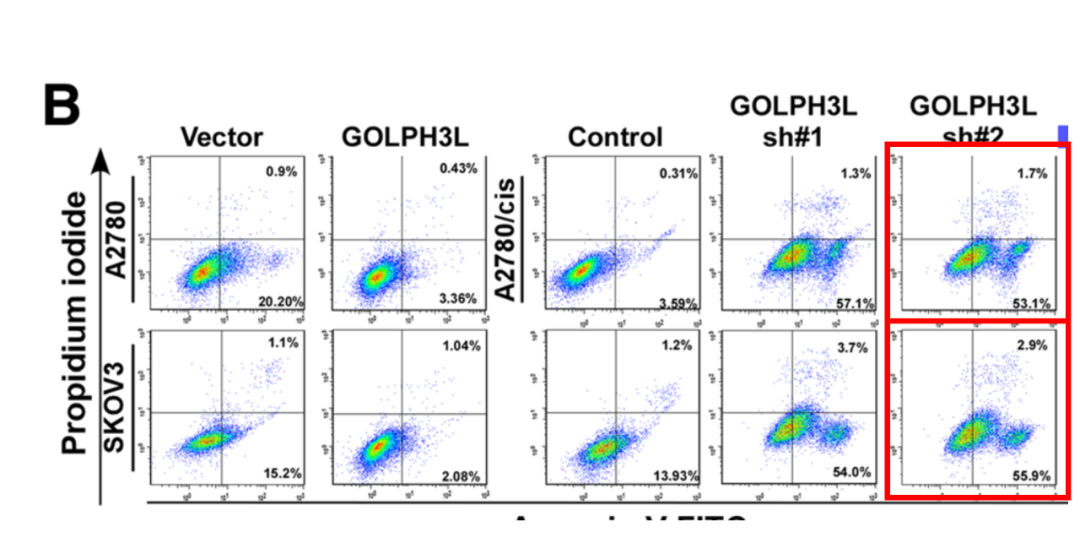 B
Vector
GOLPH3L
Control
GOLPH3L
sh#1
GOLPH3L
sh#2
Propidium iodide
A2780
0.9%
20.20%
0.43%
3.36%
A2780/cis
0.31%
3.59%
1.3%
57.1%
1.7%
53.1%
SKOV3
1.1%
15.2%
1.04%
2.08%
1.2%
13.93%
3.7%
54.0%
2.9%
55.9%